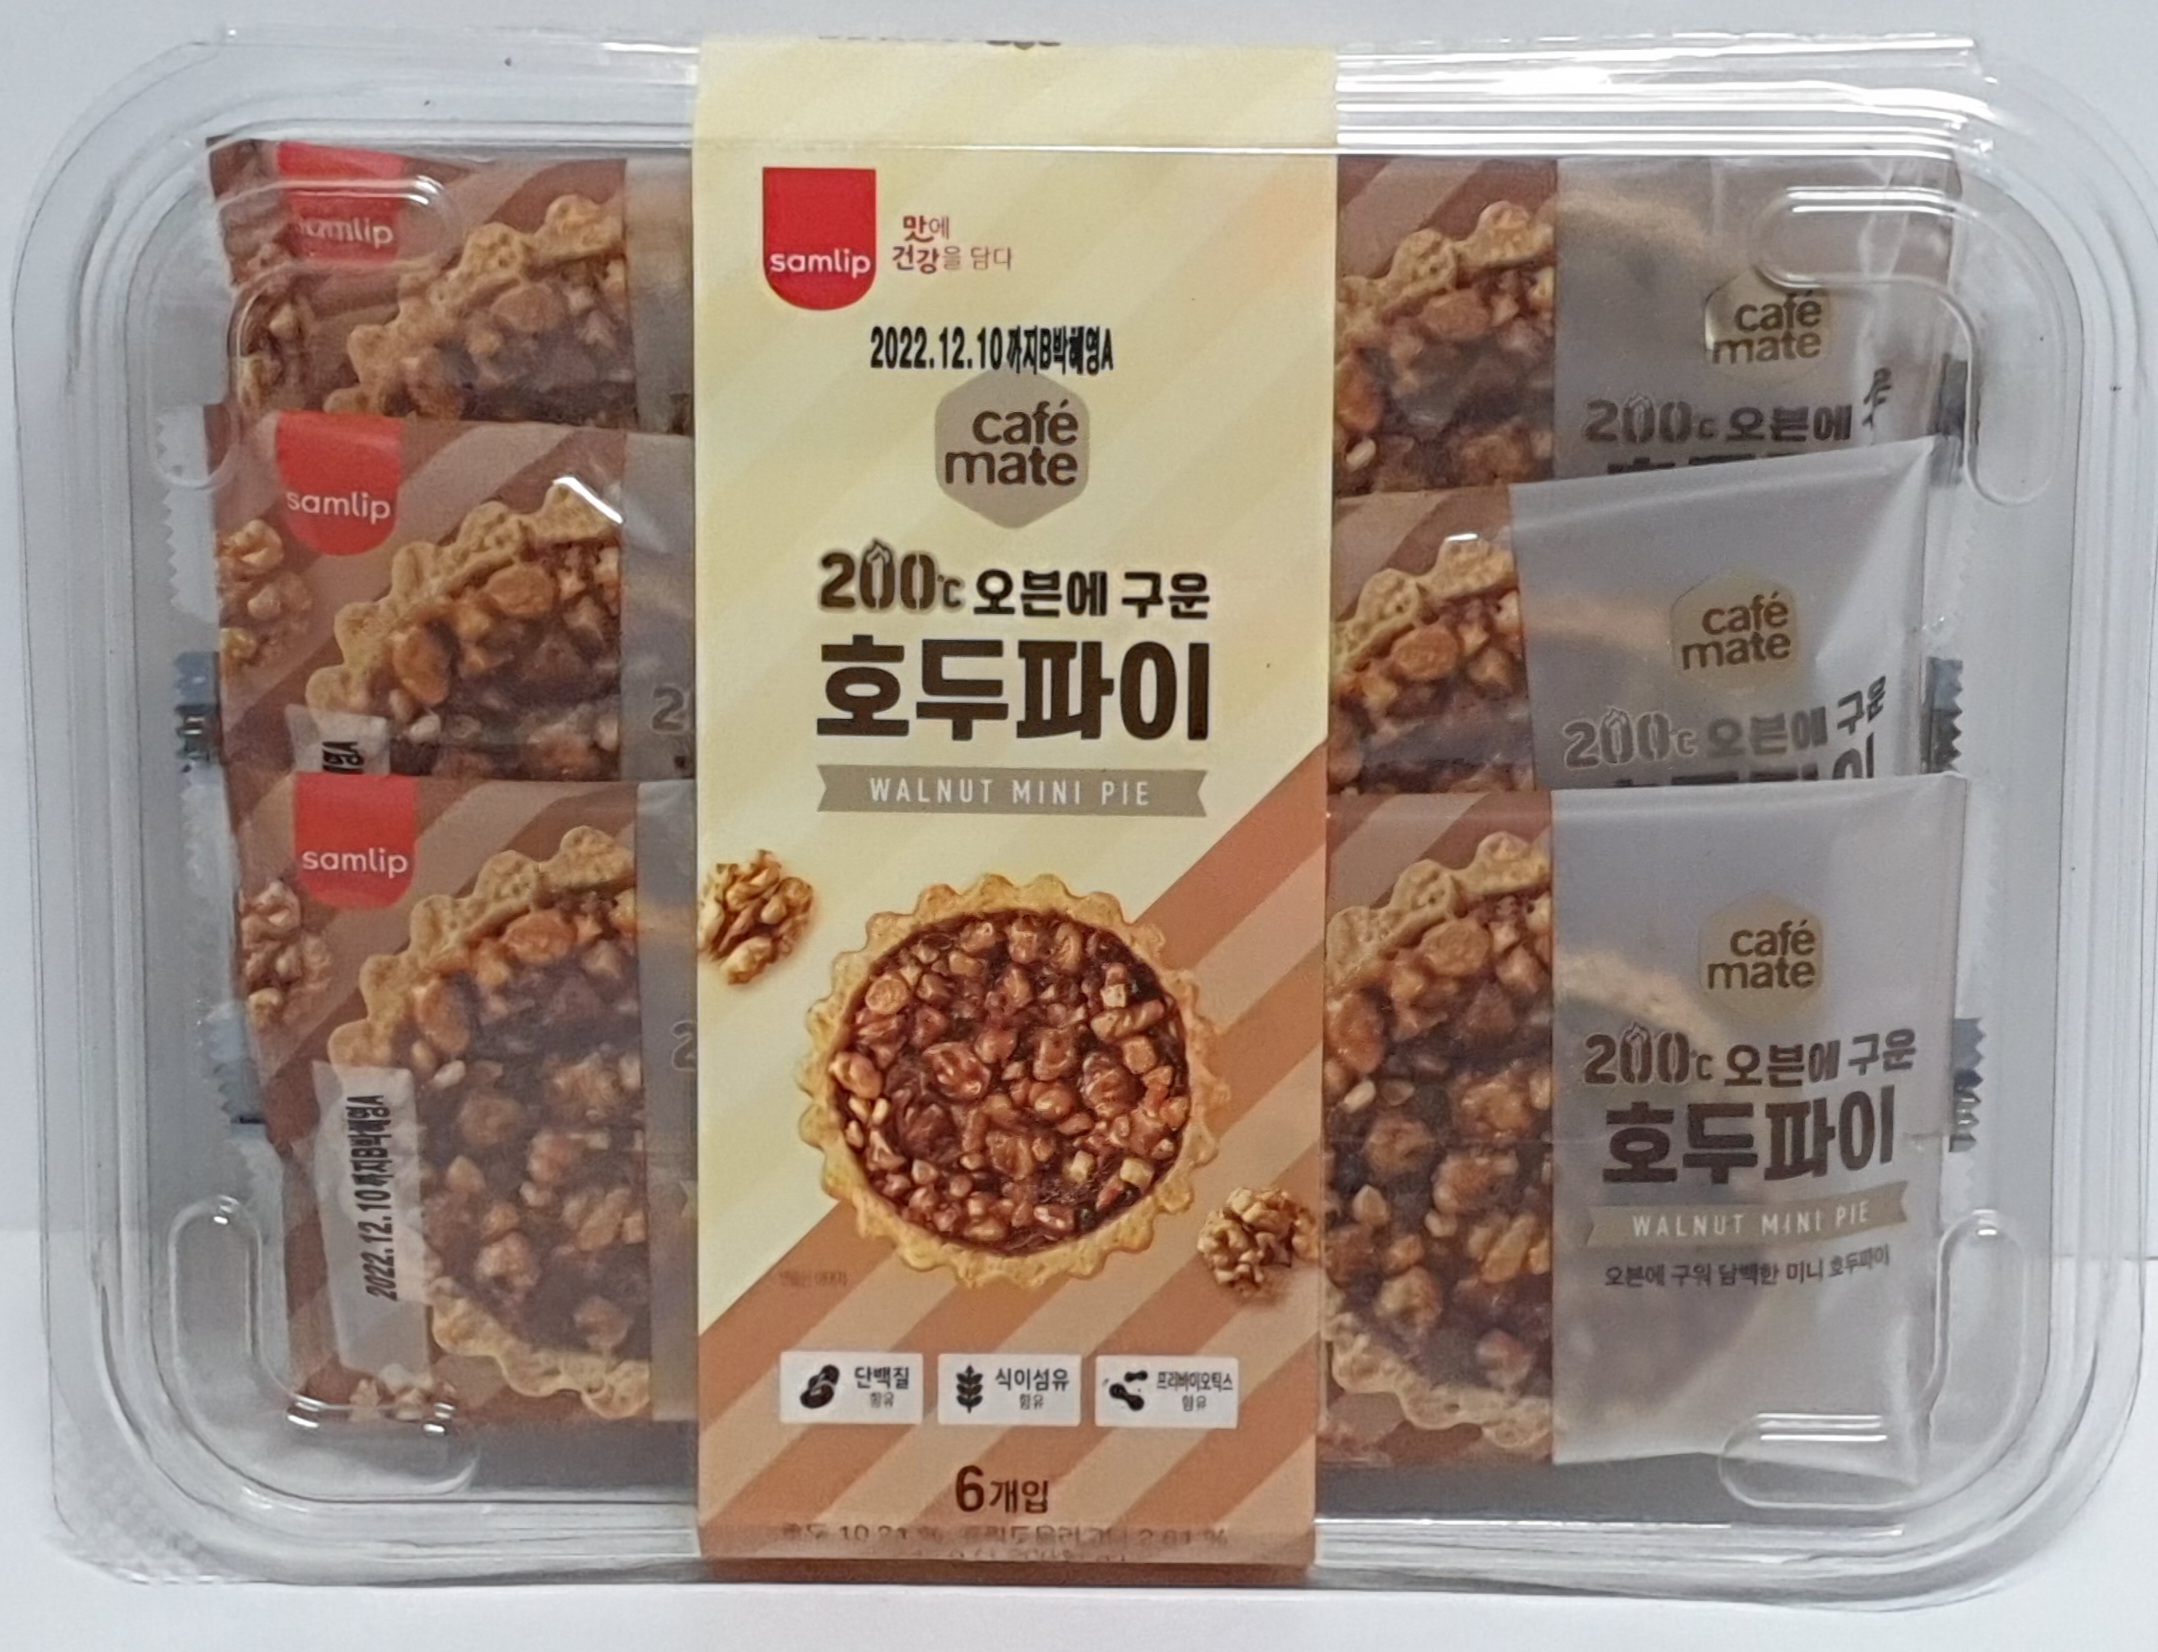 samlip
맛에
건강을 담다
2022.12.10까지B박혜영A
café
mate
200℃ 오븐에 구운
호두파이
WALNUT MINI PIE
단백질
함유
식이섬유
함유
프리바이오틱스
함유
6개입
samlip
samlip
samlip
2022.12.10까지B박혜영A
café
mate
200℃ 오븐에
café
mate
200℃ 오븐에 구운
café
mate
200℃ 오븐에 구운
호두파이
WALNUT MINI PIE
오븐에 구워 담백한 미니 호두파이